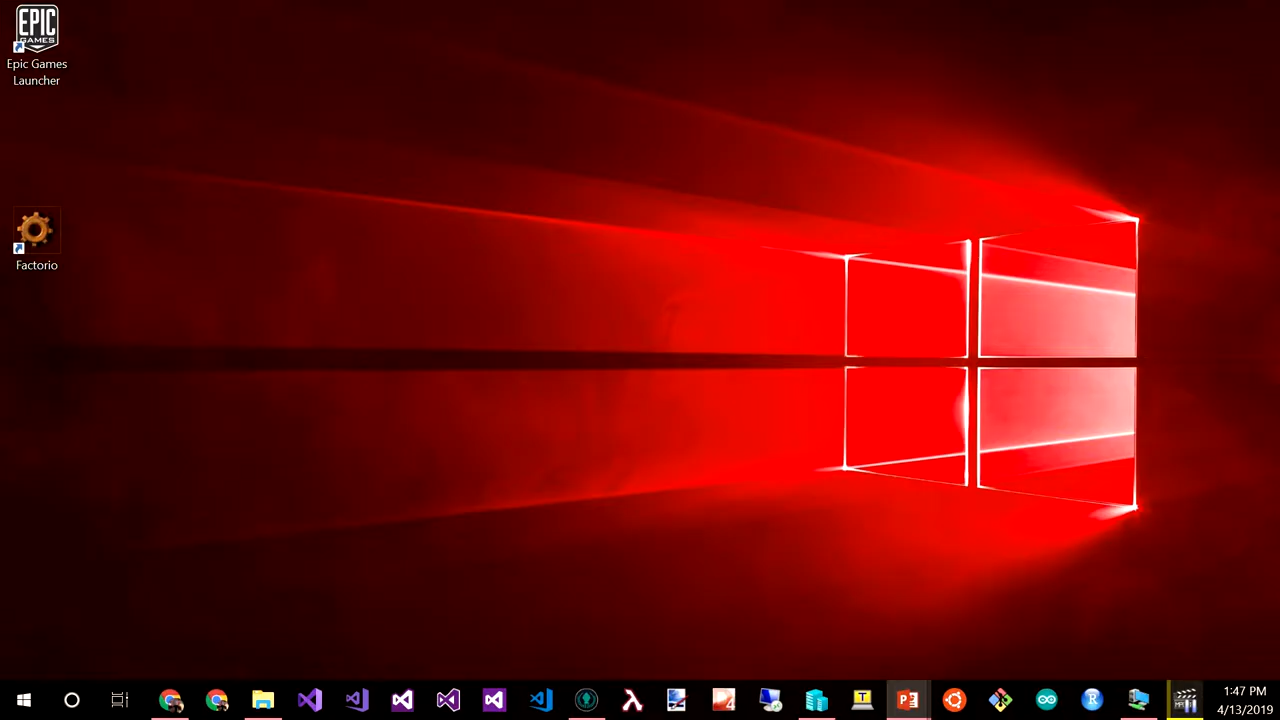 EPIC
GAMES
Epic Games
Launcher
Factorio
1:47 PM
4/13/2019